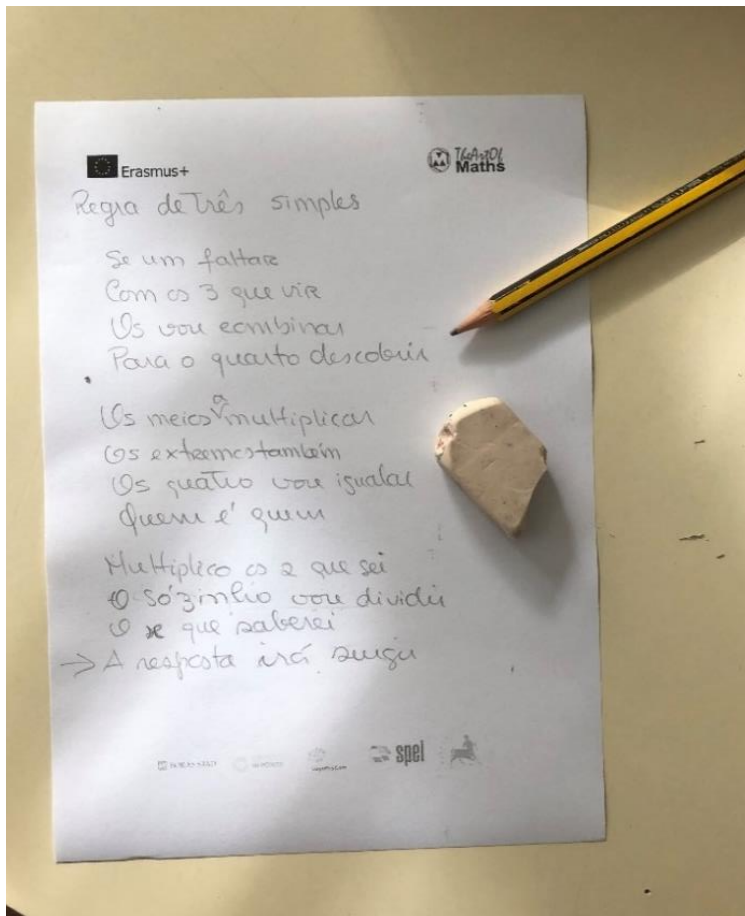 Erasmus+
TheArtOf
Maths
Regra de Três simples
Se um faltar
Com os 3 que vir
Os vou combinar
Para o quarto descobrir
Os meios a multiplicar
Os extremos também
Os quatro vou igualar
Quem é quem
Multiplico os 2 que sei
O sózinho vou dividir
O x que saberei
→ A resposta irá surgir
spel